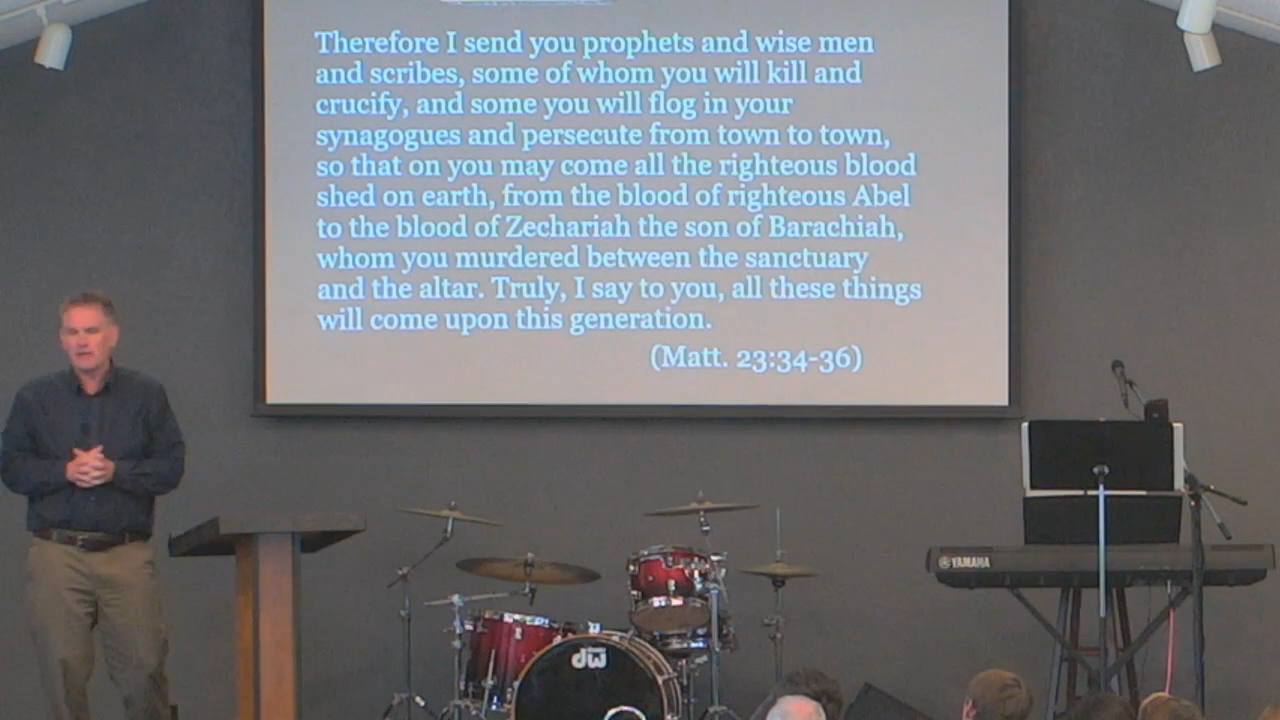 Therefore I send you prophets and wise men
and scribes, some of whom you will kill and
crucify, and some you will flog in your
synagogues and persecute from town to town,
so that on you may come all the righteous blood
shed on earth, from the blood of righteous Abel
to the blood of Zechariah the son of Barachiah,
whom you murdered between the sanctuary
and the altar. Truly, I say to you, all these things
will come upon this generation.
(Matt. 23:34-36)
YAMAHA
dw